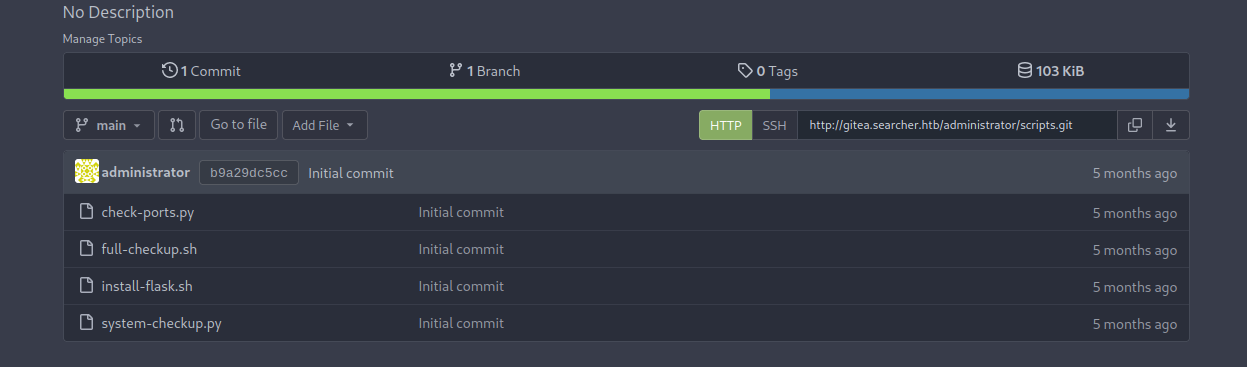 No Description
Manage Topics
1 Commit 1 Branch 0 Tags 103 KiB
main Go to file Add File HTTP SSH http://gitea.searcher.htb/administrator/scripts.git
administrator b9a29dc5cc Initial commit 5 months ago
check-ports.py Initial commit 5 months ago
full-checkup.sh Initial commit 5 months ago
install-flask.sh Initial commit 5 months ago
system-checkup.py Initial commit 5 months ago